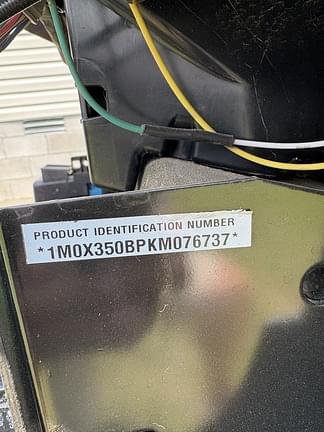 PRODUCT IDENTIFICATION NUMBER
*1M0X350BPKM076737*